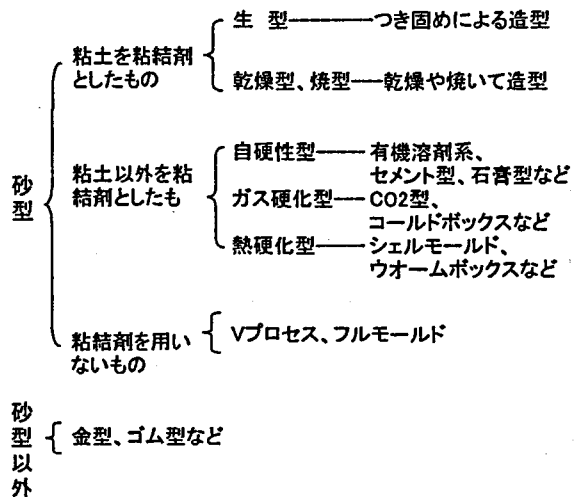 砂型
粘土を粘結剤
としたもの
生 型――つき固めによる造型
乾燥型、焼型――乾燥や焼いて造型
粘土以外を粘
結剤としたも
自硬性型――有機溶剤系、
セメント型、石膏型など
ガス硬化型――CO2型、
コールドボックスなど
熱硬化型――シェルモールド、
ウオームボックスなど
粘結剤を用い
ないもの
Vプロセス、フルモールド
砂型以外
金型、ゴム型など